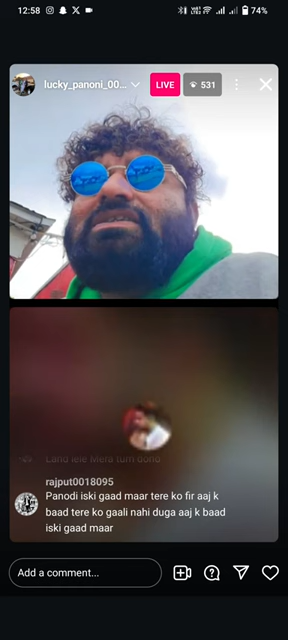 12:58
74%
lucky_panoni_00...
LIVE
531
Land lele Mera tum dono
rajput0018095
Panodi iski gaad maar tere ko fir aaj k
baad tere ko gaali nahi duga aaj k baad
iski gaad maar
Add a comment...